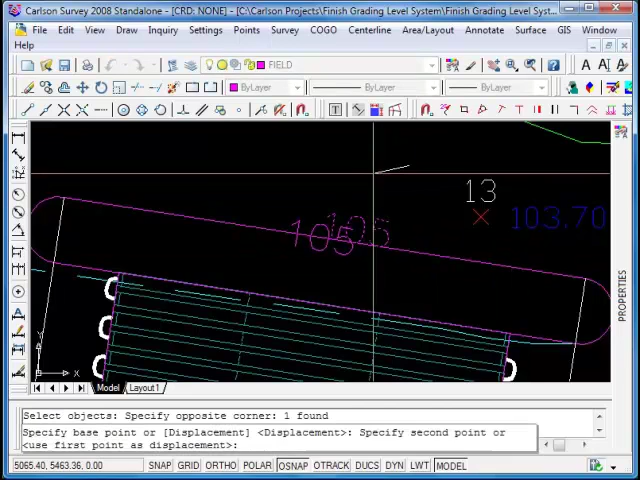 Carlson Survey 2008 Standalone - [CRD: NONE] - [C:\Carlson Projects\Finish Grading Level System\Finish Grading Level Syst...
File Edit View Draw Inquiry Settings Survey Points COGO Centerline Area/Layout Annotate Surface GIS Window
Help
FIELD
ByLayer ByLayer ByLayer
13
105
105
103.70
Y
X
PROPERTIES
Model Layout1
Select objects: Specify opposite corner: 1 found
Specify base point or [Displacement] <Displacement>: Specify second point or
<use first point as displacement>:
5065.40, 5463.36, 0.00 SNAP GRID ORTHO POLAR OSNAP OTRACK DUCS DYN LWT MODEL